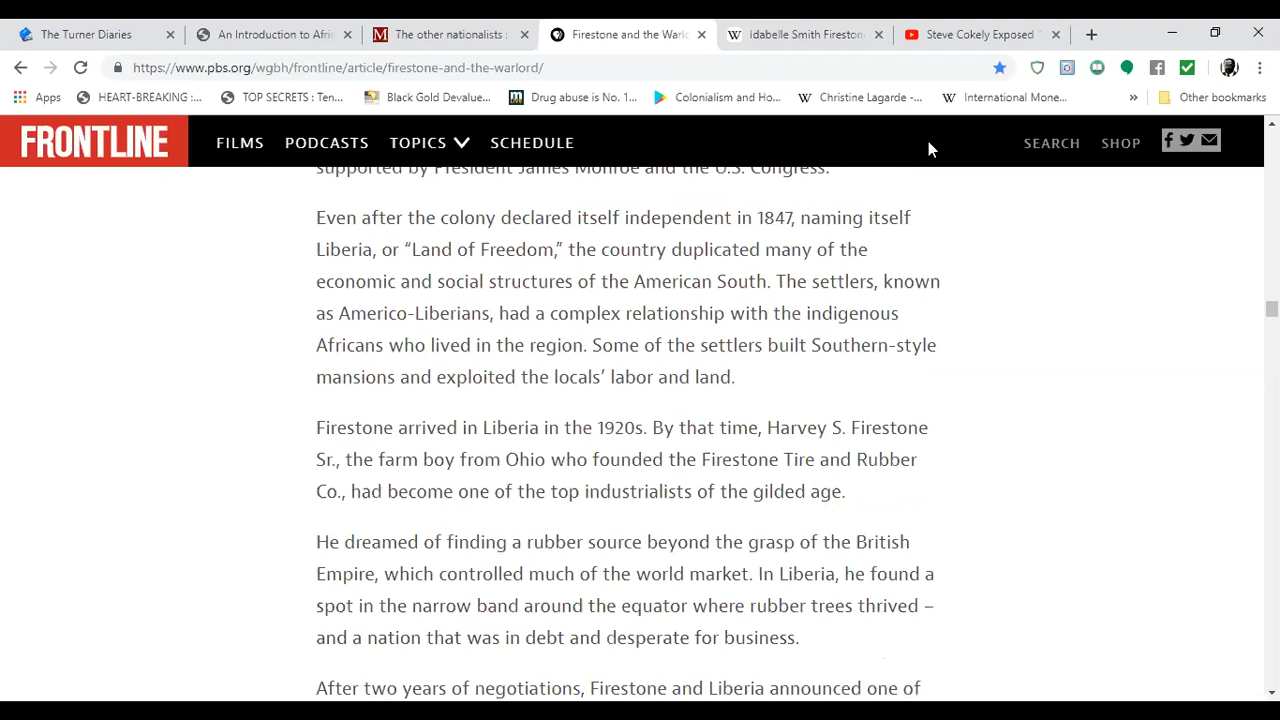 The Turner Diaries
An Introduction to Afric
The other nationalists :
Firestone and the Warlo
Idabelle Smith Fireston
Steve Cokely Exposed "
https://www.pbs.org/wgbh/frontline/article/firestone-and-the-warlord/
Apps
HEART-BREAKING :...
TOP SECRETS : Ten...
Black Gold Devalue...
Drug abuse is No. 1...
Colonialism and Ho...
Christine Lagarde -...
International Mone...
»
Other bookmarks
FRONTLINE
FILMS
PODCASTS
TOPICS
SCHEDULE
SEARCH
SHOP
supported by President James Monroe and the U.S. Congress.
Even after the colony declared itself independent in 1847, naming itself
Liberia, or “Land of Freedom,” the country duplicated many of the
economic and social structures of the American South. The settlers, known
as Americo-Liberians, had a complex relationship with the indigenous
Africans who lived in the region. Some of the settlers built Southern-style
mansions and exploited the locals’ labor and land.
Firestone arrived in Liberia in the 1920s. By that time, Harvey S. Firestone
Sr., the farm boy from Ohio who founded the Firestone Tire and Rubber
Co., had become one of the top industrialists of the gilded age.
He dreamed of finding a rubber source beyond the grasp of the British
Empire, which controlled much of the world market. In Liberia, he found a
spot in the narrow band around the equator where rubber trees thrived –
and a nation that was in debt and desperate for business.
After two years of negotiations, Firestone and Liberia announced one of